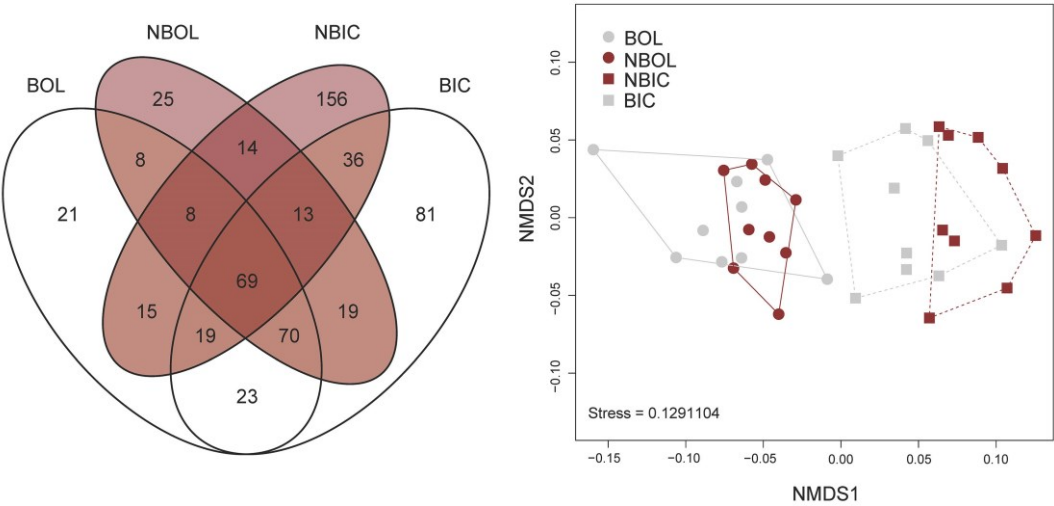 NBOL NBIC
BOL BIC
25 156
8 14 36
21 8 13 81
69
15 19
19 70
23
BOL
NBOL
NBIC
BIC
0.10
0.05
0.00
−0.05
−0.10
NMDS2
Stress = 0.1291104
−0.15 −0.10 −0.05 0.00 0.05 0.10
NMDS1